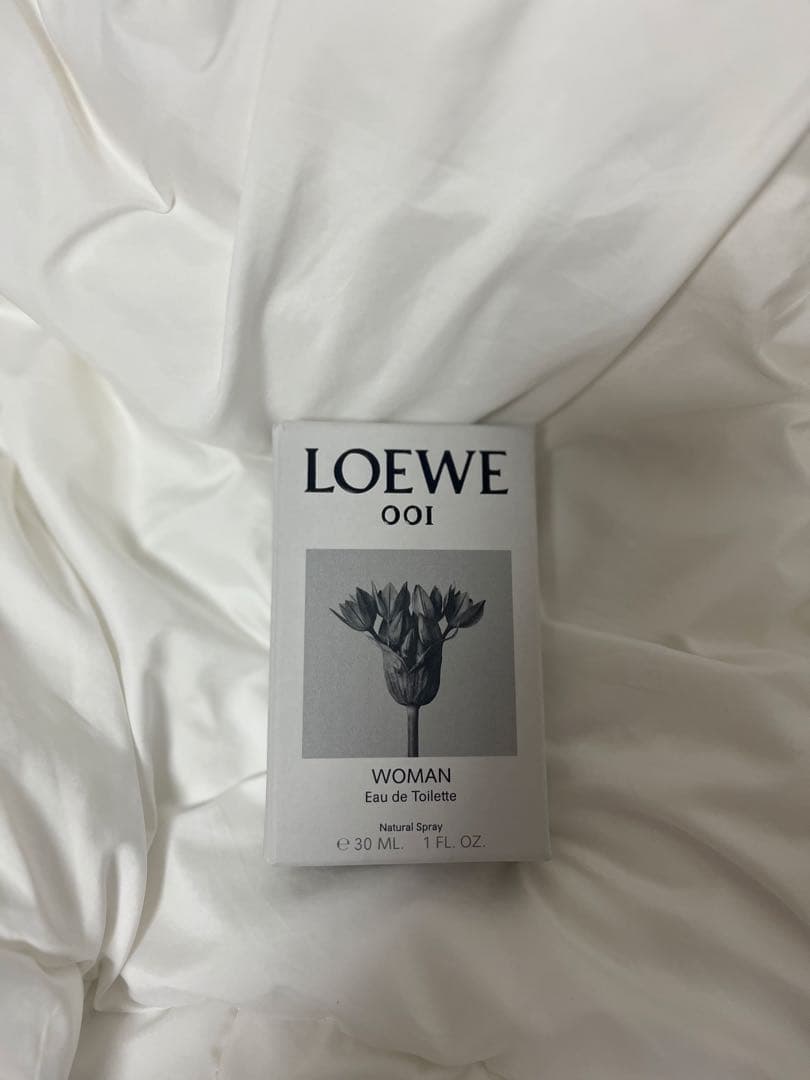 LOEWE
001
WOMAN
Eau de Toilette
Natural Spray
℮ 30 ML. 1 FL. OZ.